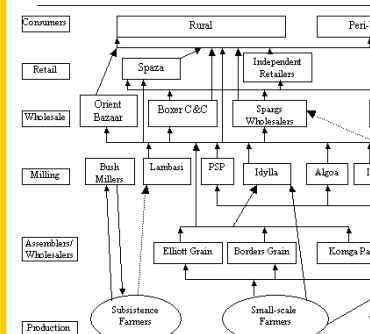 Consumers
Rural
Peri-
Retail
Spaza
Independent
Retailers
Wholesale
Orient
Bazaar
Boxer C&C
Spargs
Wholesalers
Milling
Bush
Millers
Lambasi
PSP
Idylla
Algoa
Assemblers/
Wholesalers
Elliott Grain
Borders Grain
Komga Pa
Production
Subsistence
Farmers
Small-scale
Farmers